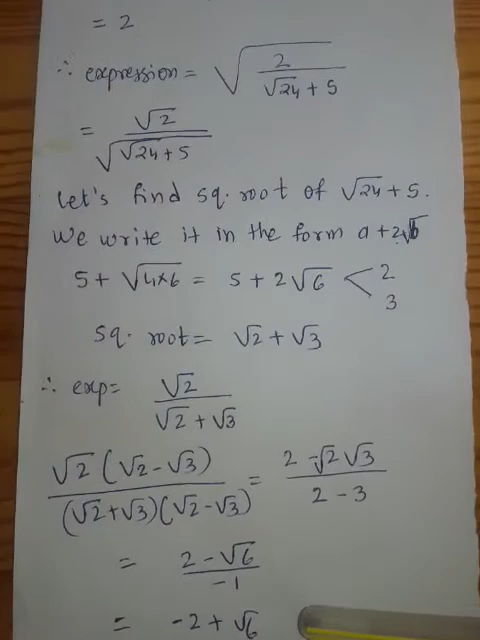 = 2
∴ expression = √(2/(√24 + 5))
= √2/√(√24 + 5)
Let's find sq. root of √24 + 5.
We write it in the form a + 2√b
5 + √(4×6) = 5 + 2√6 < 2 3
sq. root = √2 + √3
∴ exp = √2/(√2 + √3)
√2(√2 - √3)/((√2 + √3)(√2 - √3)) = (2 - √2√3)/(2 - 3)
= (2 - √6)/-1
= -2 + √6